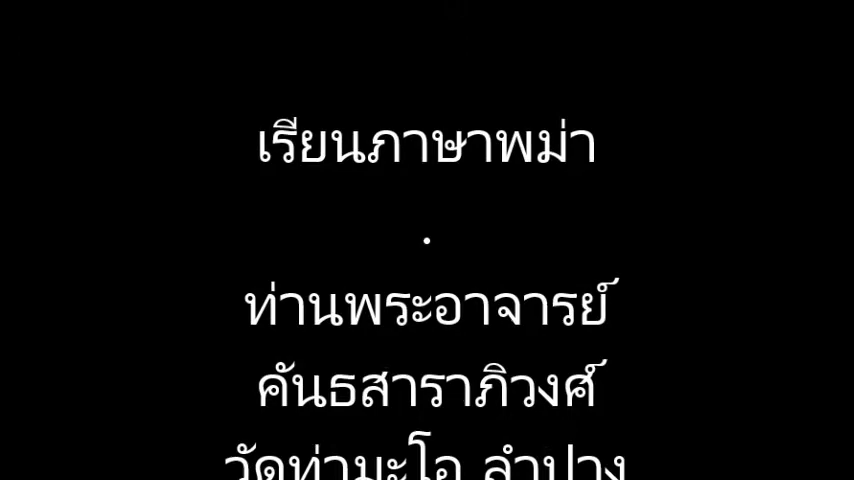 เรียนภาษาพม่า
.
ท่านพระอาจารย์
คันธสาราภิวงศ์
วัดท่ามะโอ ลำปาง